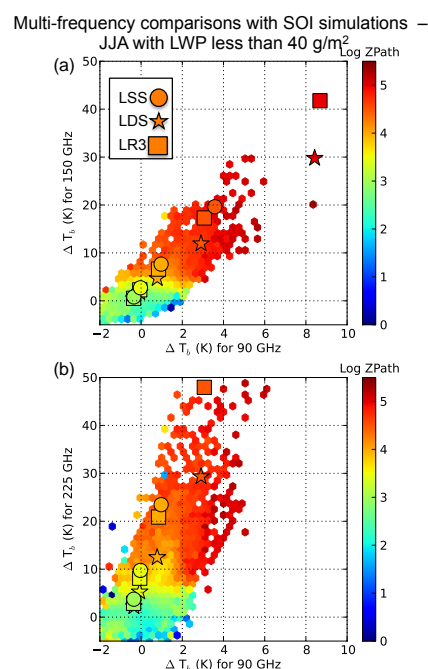 Multi-frequency comparisons with SOI simulations –
JJA with LWP less than 40 g/m²
(a)
Log ZPath
LSS
LDS
LR3
50
40
30
20
10
0
Δ T_b (K) for 150 GHz
-2 0 2 4 6 8 10
Δ T_b (K) for 90 GHz
5
4
3
2
1
0
(b)
Log ZPath
50
40
30
20
10
0
Δ T_b (K) for 225 GHz
-2 0 2 4 6 8 10
Δ T_b (K) for 90 GHz
5
4
3
2
1
0